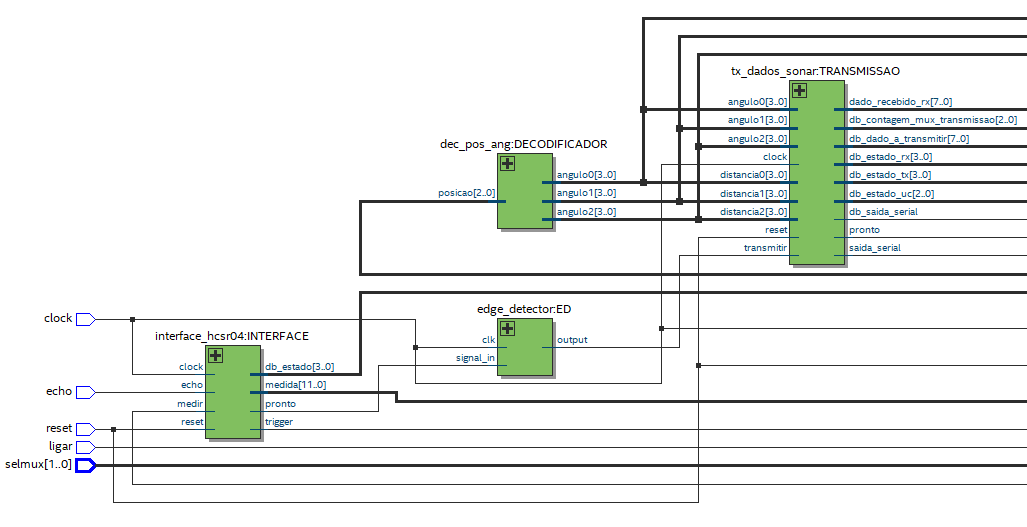 tx_dados_sonar:TRANSMISSAO
angulo0[3..0]
angulo1[3..0]
angulo2[3..0]
clock
distancia0[3..0]
distancia1[3..0]
distancia2[3..0]
reset
transmitir
dado_recebido_rx[7..0]
db_contagem_mux_transmissao[2..0]
db_dado_a_transmitir[7..0]
db_estado_rx[3..0]
db_estado_tx[3..0]
db_estado_uc[2..0]
db_saida_serial
pronto
saida_serial
dec_pos_ang:DECODIFICADOR
posicao[2..0]
angulo0[3..0]
angulo1[3..0]
angulo2[3..0]
edge_detector:ED
clk
signal_in
output
interface_hcsr04:INTERFACE
clock
echo
medir
reset
db_estado[3..0]
medida[11..0]
pronto
trigger
clock
echo
reset
ligar
selmux[1..0]